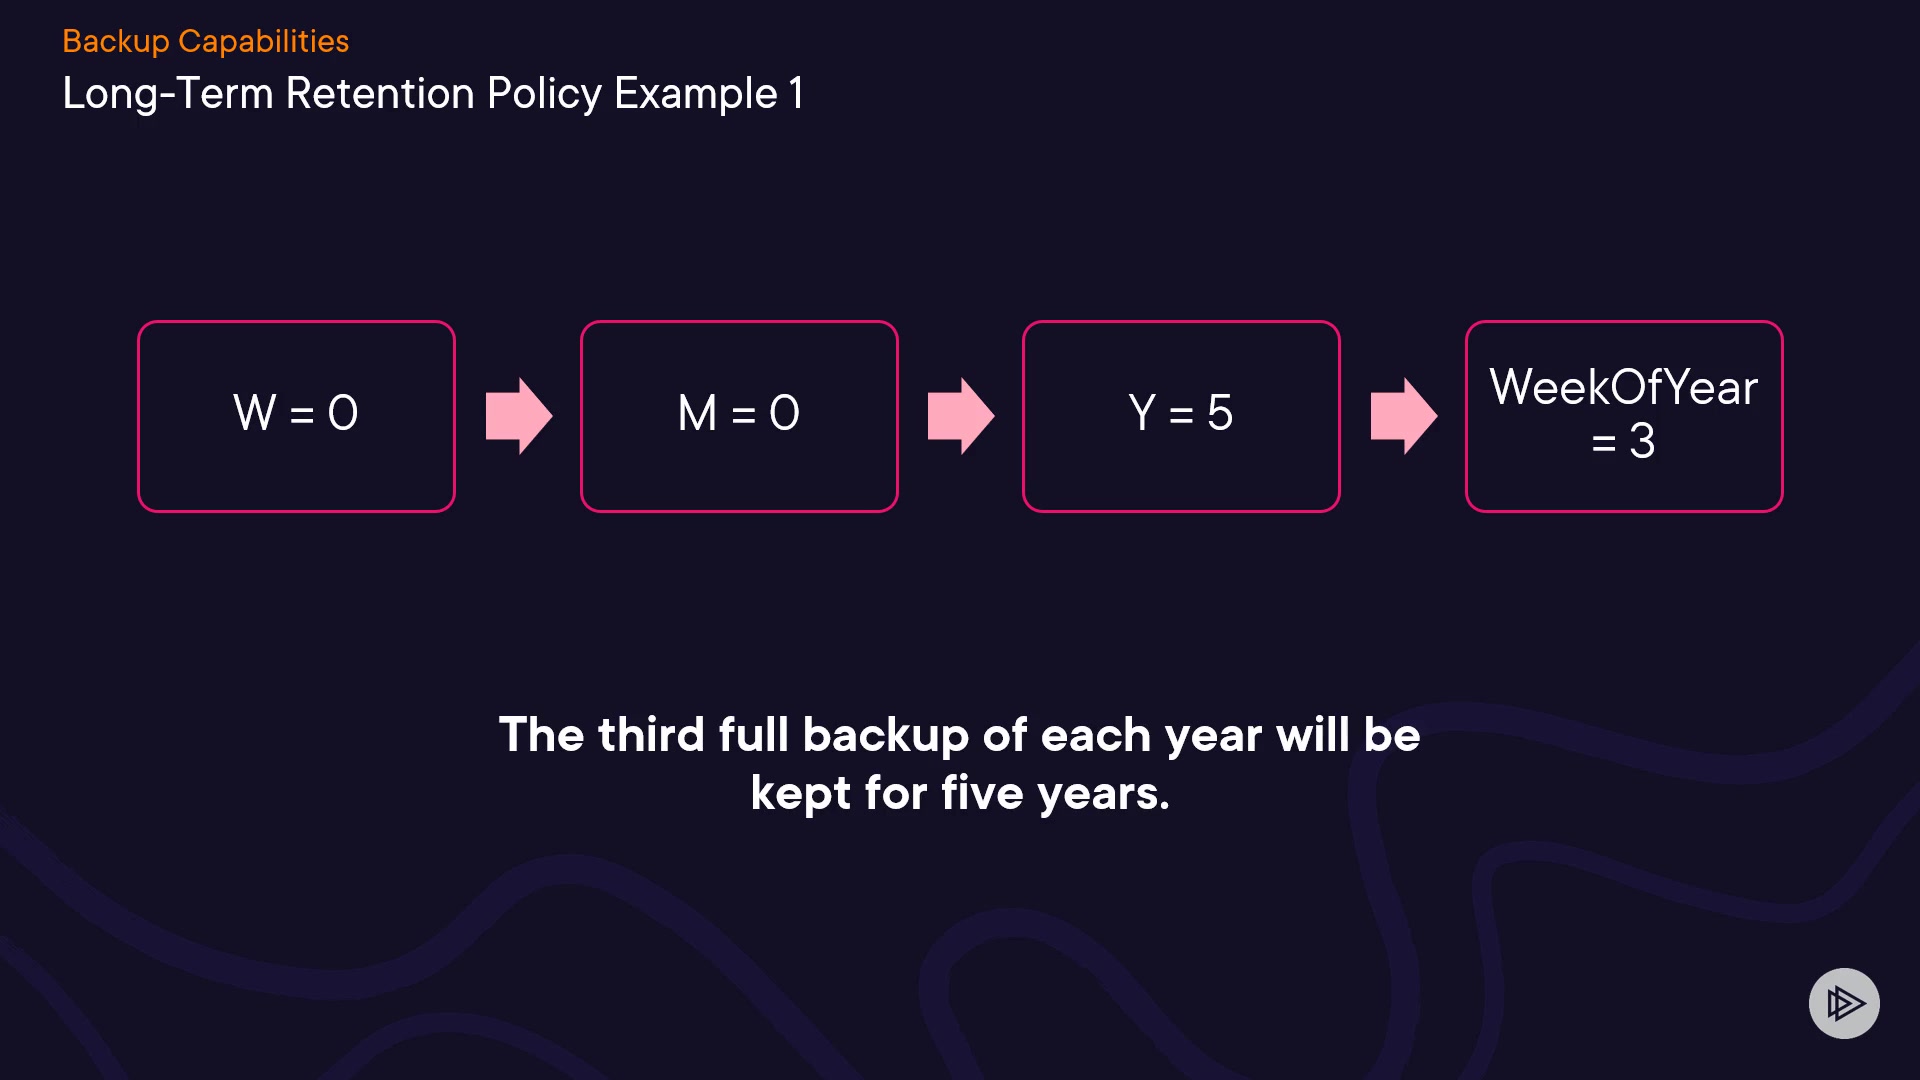 Backup Capabilities
Long-Term Retention Policy Example 1
W = 0
M = 0
Y = 5
WeekOfYear
= 3
The third full backup of each year will be
kept for five years.